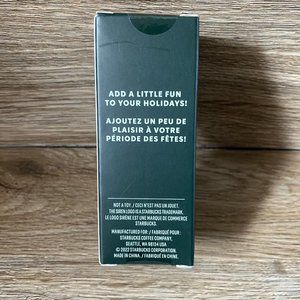 ADD A LITTLE FUN
TO YOUR HOLIDAYS!
AJOUTEZ UN PEU DE
PLAISIR À VOTRE
PÉRIODE DES FÊTES!
NOT A TOY. / CECI N'EST PAS UN JOUET.
THE SIREN LOGO IS A STARBUCKS TRADEMARK.
LE LOGO SIRÈNE EST UNE MARQUE DE COMMERCE
STARBUCKS.
MANUFACTURED FOR: / FABRIQUÉ POUR:
STARBUCKS COFFEE COMPANY,
SEATTLE, WA 98134 USA
© 2022 STARBUCKS CORPORATION.
MADE IN CHINA. / FABRIQUÉ EN CHINE.